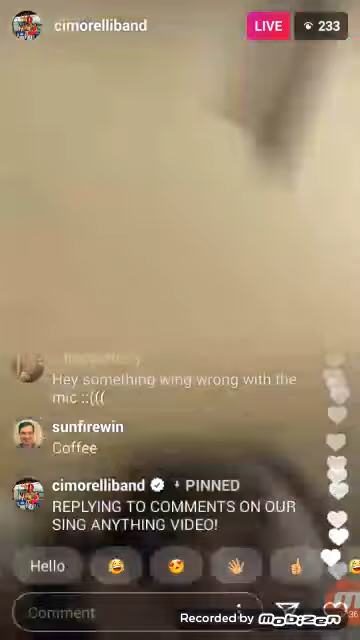 cimorelliband
LIVE
233
Hey something wing wrong with the
mic ::(((
sunfirewin
Coffee
cimorelliband
PINNED
REPLYING TO COMMENTS ON OUR
SING ANYTHING VIDEO!
Hello
Comment
Recorded by MOBIZEN